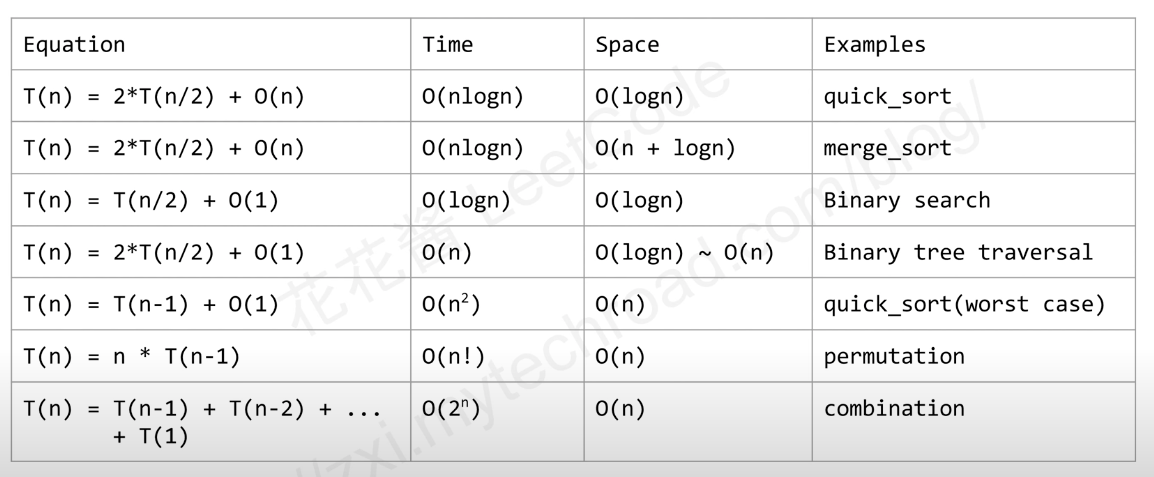 Equation Time Space Examples
T(n) = 2*T(n/2) + O(n) O(nlogn) O(logn) quick_sort
T(n) = 2*T(n/2) + O(n) O(nlogn) O(n + logn) merge_sort
T(n) = T(n/2) + O(1) O(logn) O(logn) Binary search
T(n) = 2*T(n/2) + O(1) O(n) O(logn) ~ O(n) Binary tree traversal
T(n) = T(n-1) + O(1) O(n²) O(n) quick_sort(worst case)
T(n) = n * T(n-1) O(n!) O(n) permutation
T(n) = T(n-1) + T(n-2) + ... O(2ⁿ) O(n) combination
+ T(1)
花花酱 LeetCode
//zxi.mytechroad.com/blog/